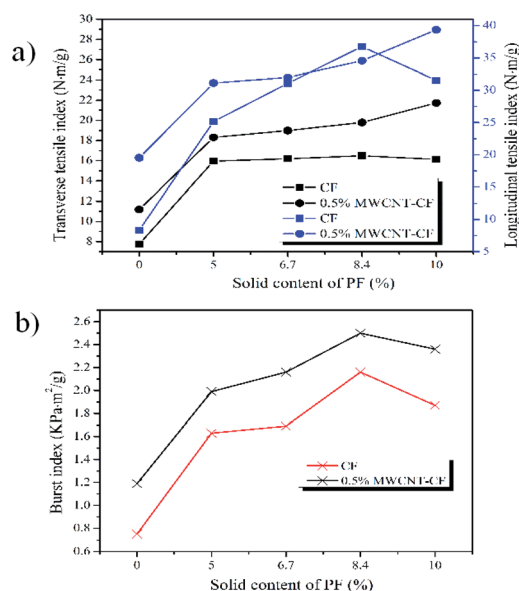 a)
Transverse tensile index (N·m/g)
30
28
26
24
22
20
18
16
14
12
10
8
Longitudinal tensile index (N·m/g)
40
35
30
25
20
15
10
5
CF
0.5% MWCNT-CF
CF
0.5% MWCNT-CF
0 5 6.7 8.4 10
Solid content of PF (%)
b)
Burst index (KPa·m²/g)
2.6
2.4
2.2
2.0
1.8
1.6
1.4
1.2
1.0
0.8
0.6
CF
0.5% MWCNT-CF
0 5 6.7 8.4 10
Solid content of PF (%)